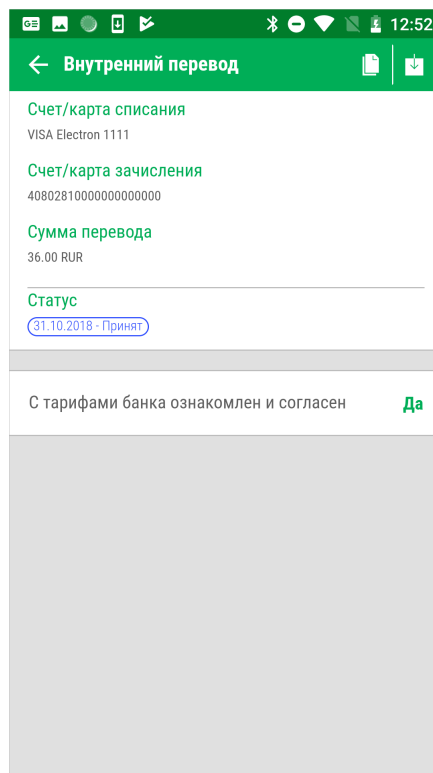 12:52
Внутренний перевод
Счет/карта списания
VISA Electron 1111
Счет/карта зачисления
40802810000000000000
Сумма перевода
36.00 RUR
Статус
31.10.2018 - Принят
С тарифами банка ознакомлен и согласен Да